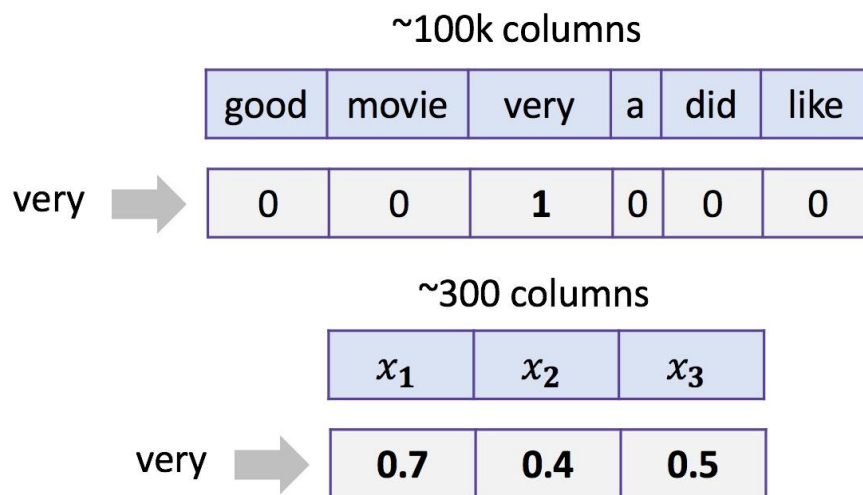 ~100k columns
good movie very a did like
very 0 0 1 0 0 0
~300 columns
x₁ x₂ x₃
very 0.7 0.4 0.5